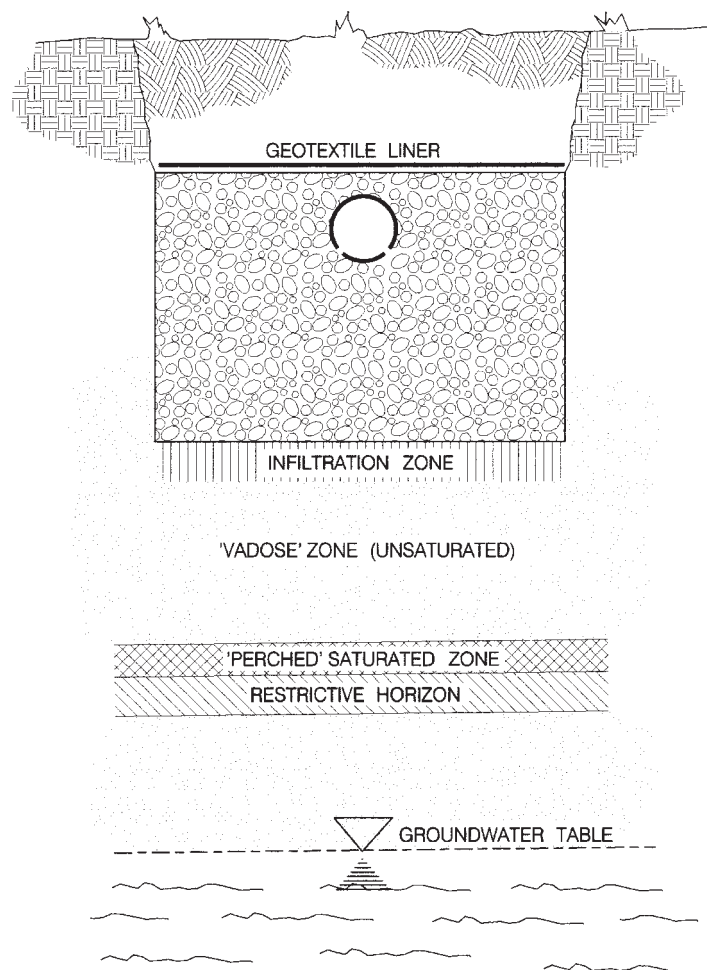 GEOTEXTILE LINER
INFILTRATION ZONE
'VADOSE' ZONE (UNSATURATED)
'PERCHED' SATURATED ZONE
RESTRICTIVE HORIZON
GROUNDWATER TABLE